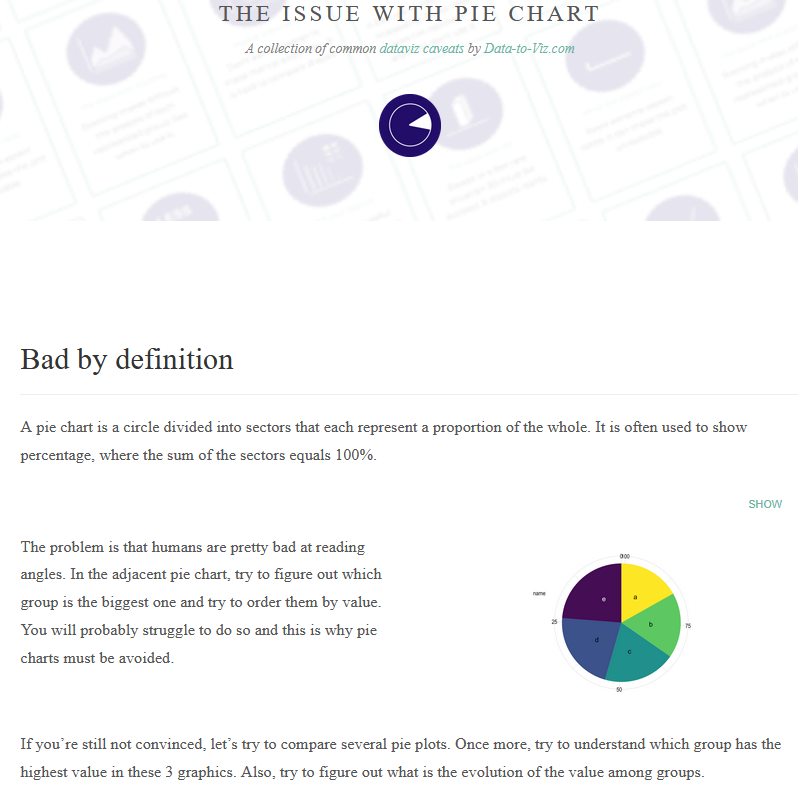 THE ISSUE WITH PIE CHART
A collection of common dataviz caveats by Data-to-Viz.com
Bad by definition
A pie chart is a circle divided into sectors that each represent a proportion of the whole. It is often used to show
percentage, where the sum of the sectors equals 100%.
SHOW
The problem is that humans are pretty bad at reading
angles. In the adjacent pie chart, try to figure out which
group is the biggest one and try to order them by value.
You will probably struggle to do so and this is why pie
charts must be avoided.
name
e
a
25
b
75
d
c
50
If you’re still not convinced, let’s try to compare several pie plots. Once more, try to understand which group has the
highest value in these 3 graphics. Also, try to figure out what is the evolution of the value among groups.